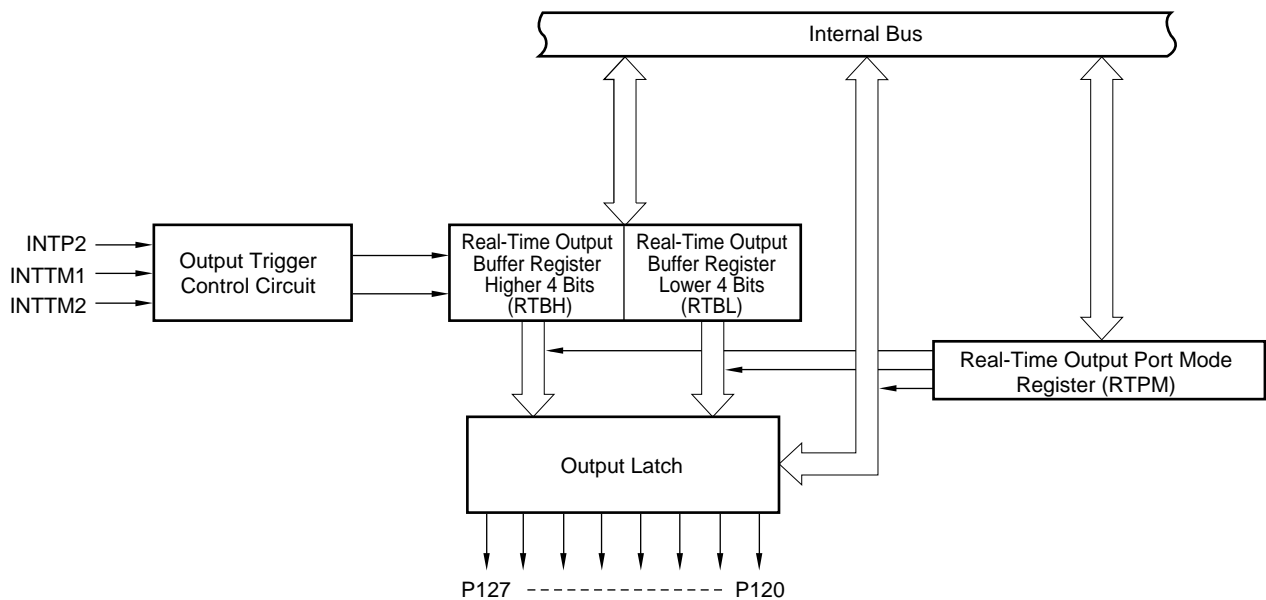 Internal Bus
INTP2
INTTM1
INTTM2
Output Trigger
Control Circuit
Real-Time Output
Buffer Register
Higher 4 Bits
(RTBH)
Real-Time Output
Buffer Register
Lower 4 Bits
(RTBL)
Real-Time Output Port Mode
Register (RTPM)
Output Latch
P127
P120